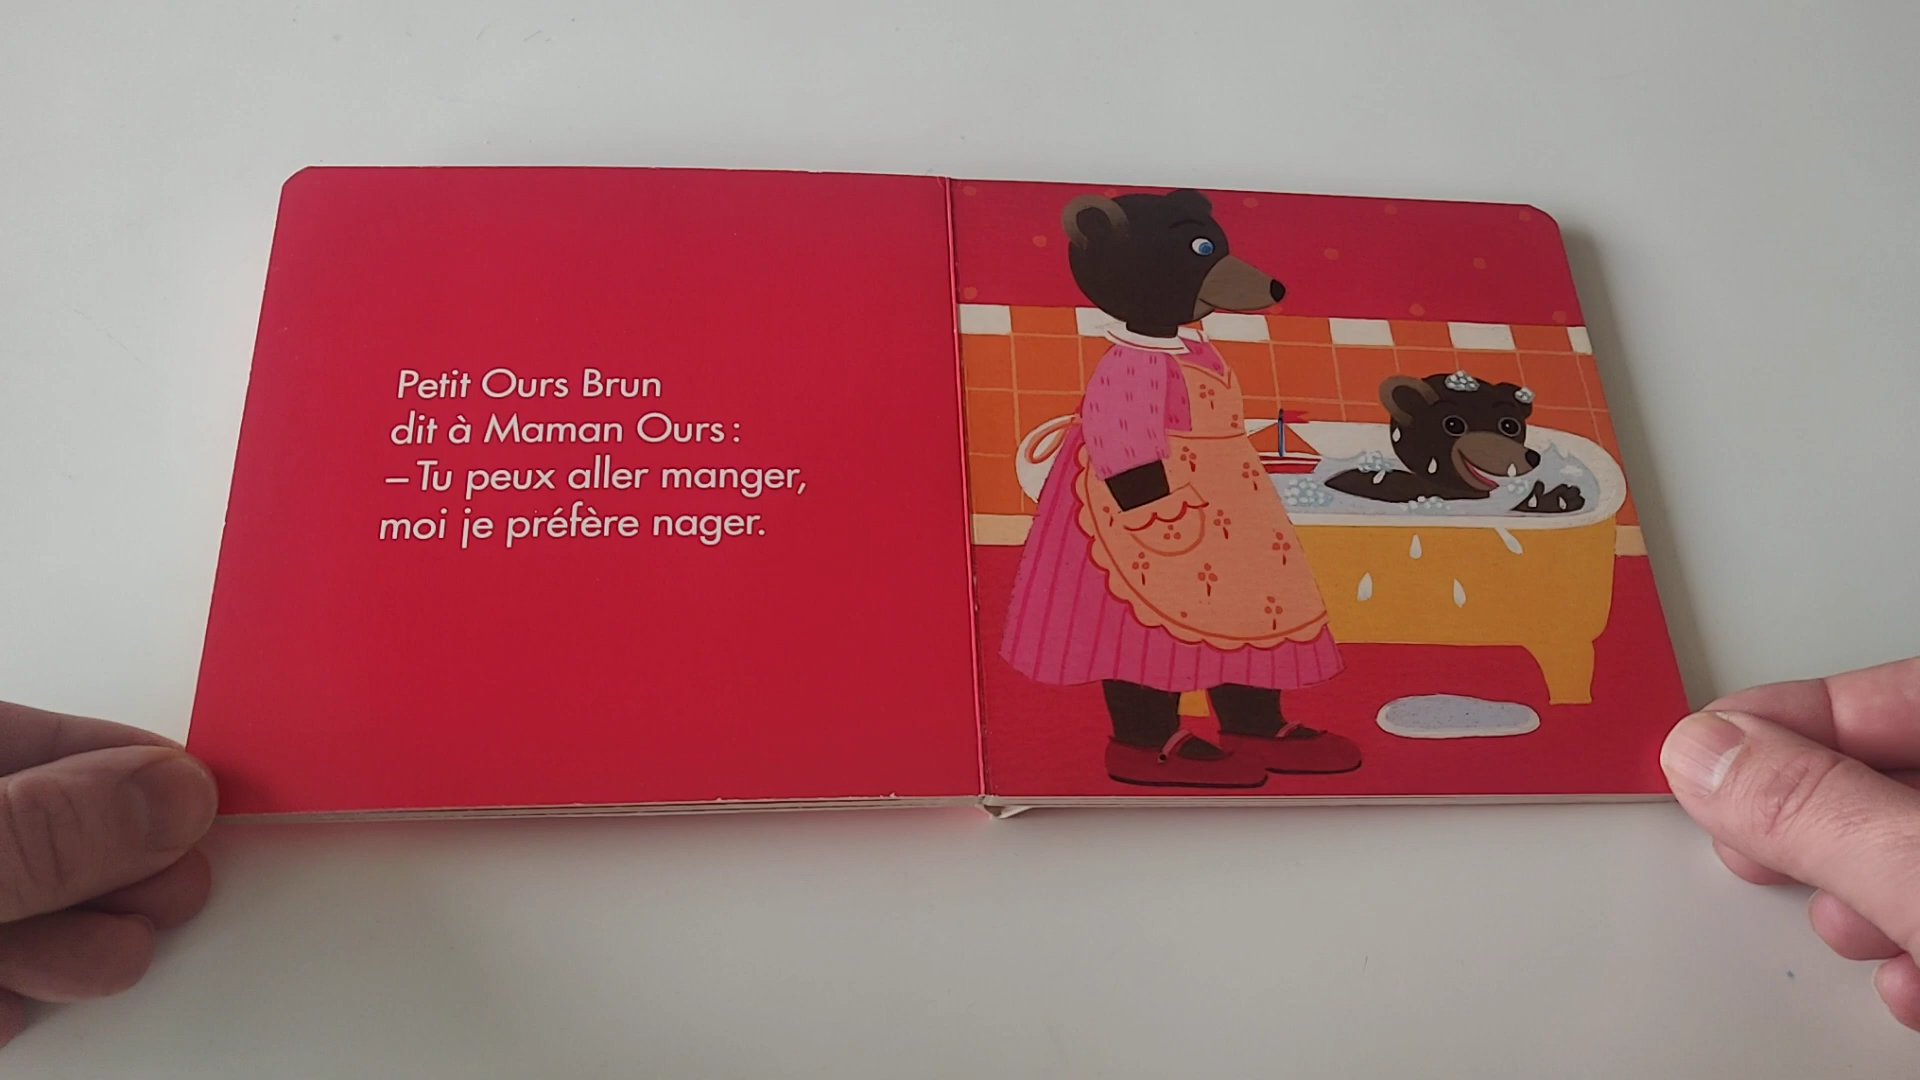 Petit Ours Brun
dit à Maman Ours :
– Tu peux aller manger,
moi je préfère nager.